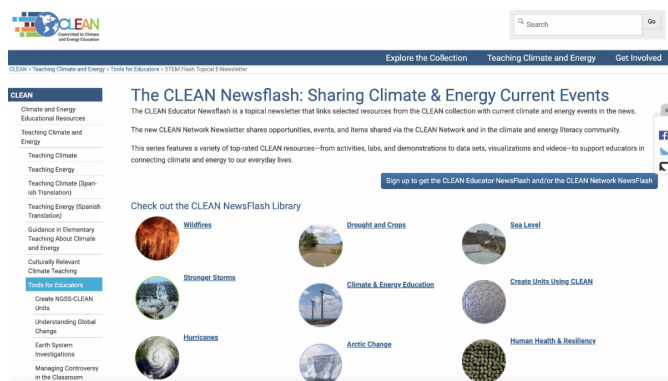 CLEAN
Committed to Climate
and Energy Education
Search
Go
Explore the Collection
Teaching Climate and Energy
Get Involved
CLEAN > Teaching Climate and Energy > Tools for Educators > STEM Flash Topical E-Newsletter
CLEAN
Climate and Energy
Educational Resources
Teaching Climate and
Energy
Teaching Climate
Teaching Energy
Teaching Climate (Span-
ish Translation)
Teaching Energy (Spanish
Translation)
Guidance in Elementary
Teaching About Climate
and Energy
Culturally Relevant
Climate Teaching
Tools for Educators
Create NGSS-CLEAN
Units
Understanding Global
Change
Earth System
Investigations
Managing Controversy
in the Classroom
The CLEAN Newsflash: Sharing Climate & Energy Current Events
The CLEAN Educator NewsFlash is a topical newsletter that links selected resources from the CLEAN collection with current climate and energy events in the news.
The new CLEAN Network Newsletter shares opportunities, events, and items shared via the CLEAN Network and in the climate and energy literacy community.
This series features a variety of top-rated CLEAN resources—from activities, labs, and demonstrations to data sets, visualizations and videos—to support educators in
connecting climate and energy to our everyday lives.
Sign up to get the CLEAN Educator NewsFlash and/or the CLEAN Network NewsFlash
Check out the CLEAN NewsFlash Library
Wildfires
Drought and Crops
Sea Level
Stronger Storms
Climate & Energy Education
Create Units Using CLEAN
Hurricanes
Arctic Change
Human Health & Resiliency